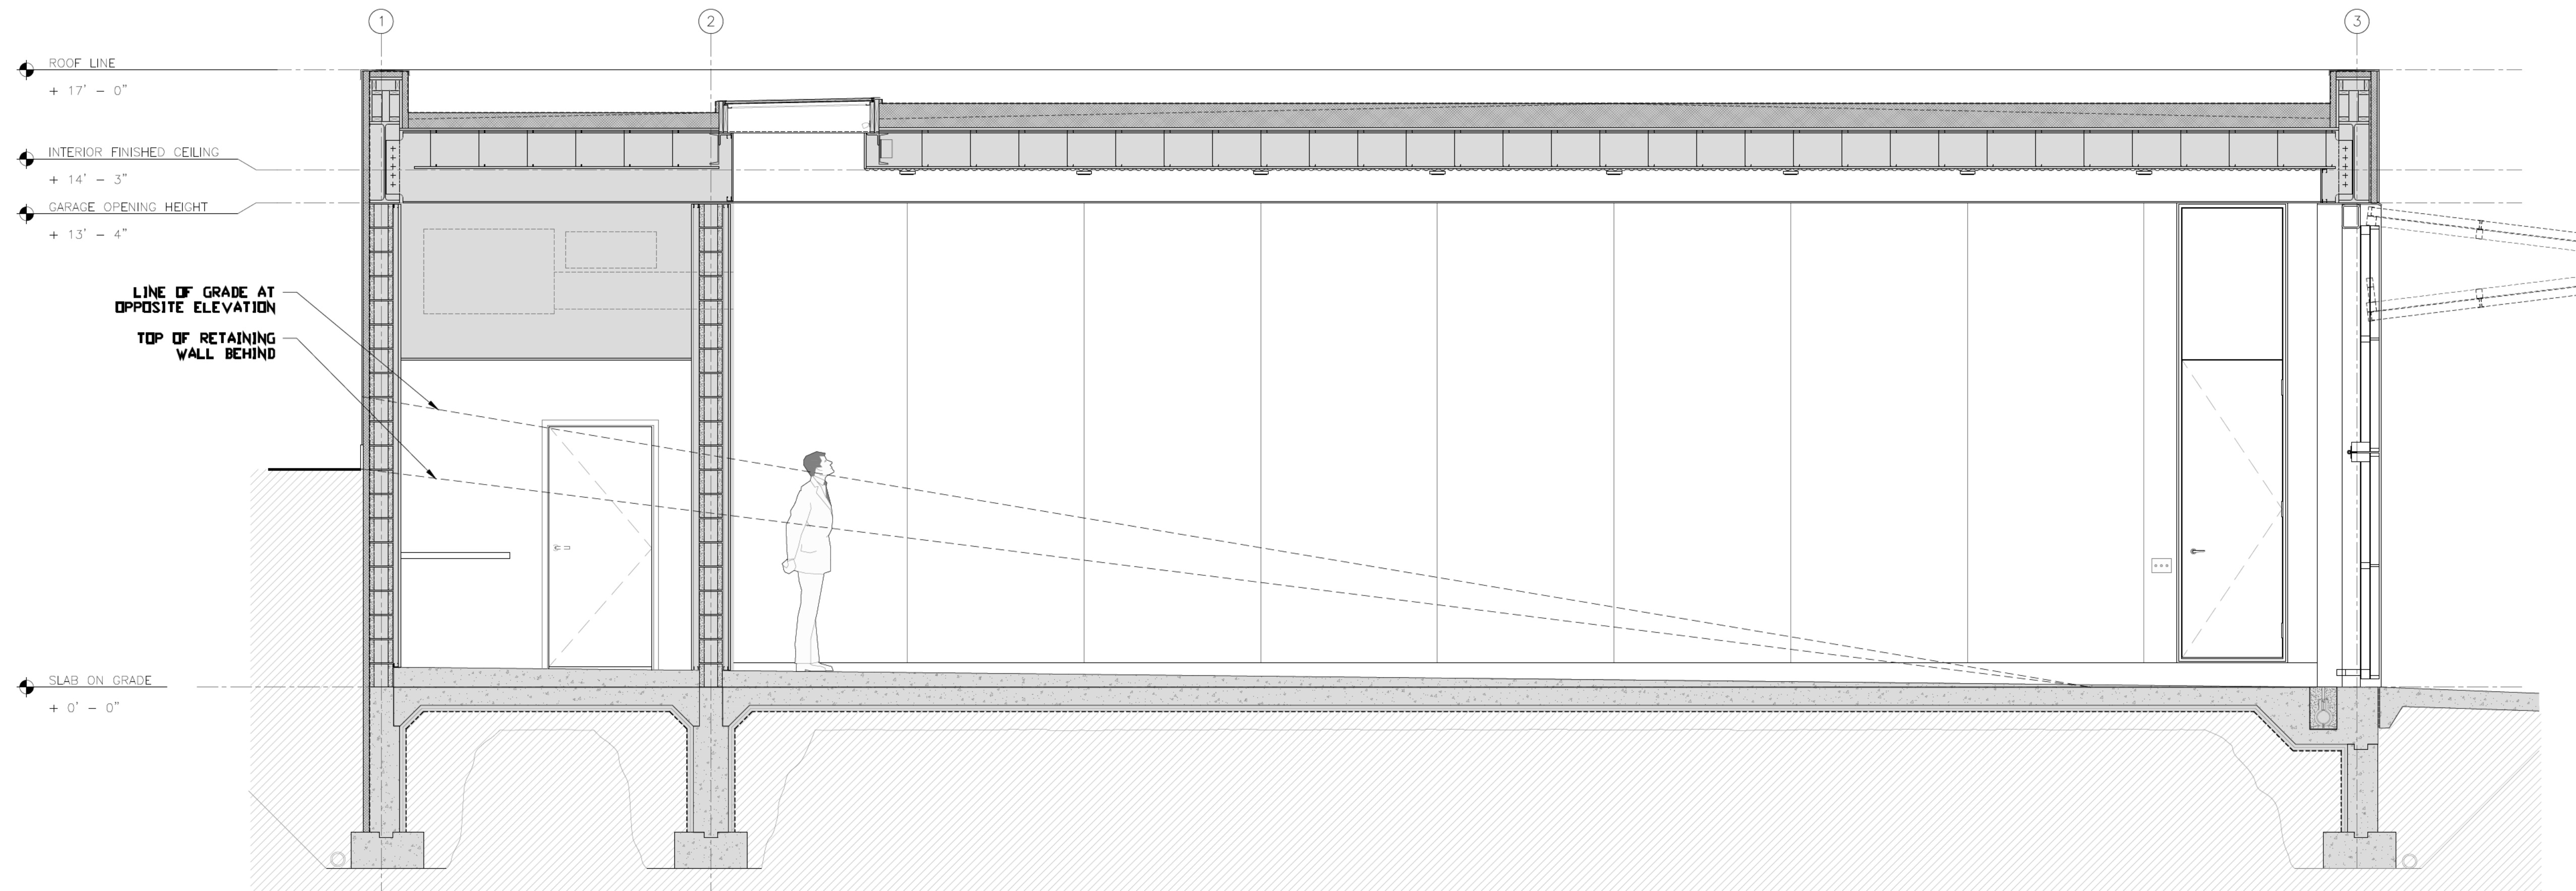 1
2
3
ROOF LINE
+ 17' - 0"
INTERIOR FINISHED CEILING
+ 14' - 3"
GARAGE OPENING HEIGHT
+ 13' - 4"
LINE OF GRADE AT
OPPOSITE ELEVATION
TOP OF RETAINING
WALL BEHIND
SLAB ON GRADE
+ 0' - 0"